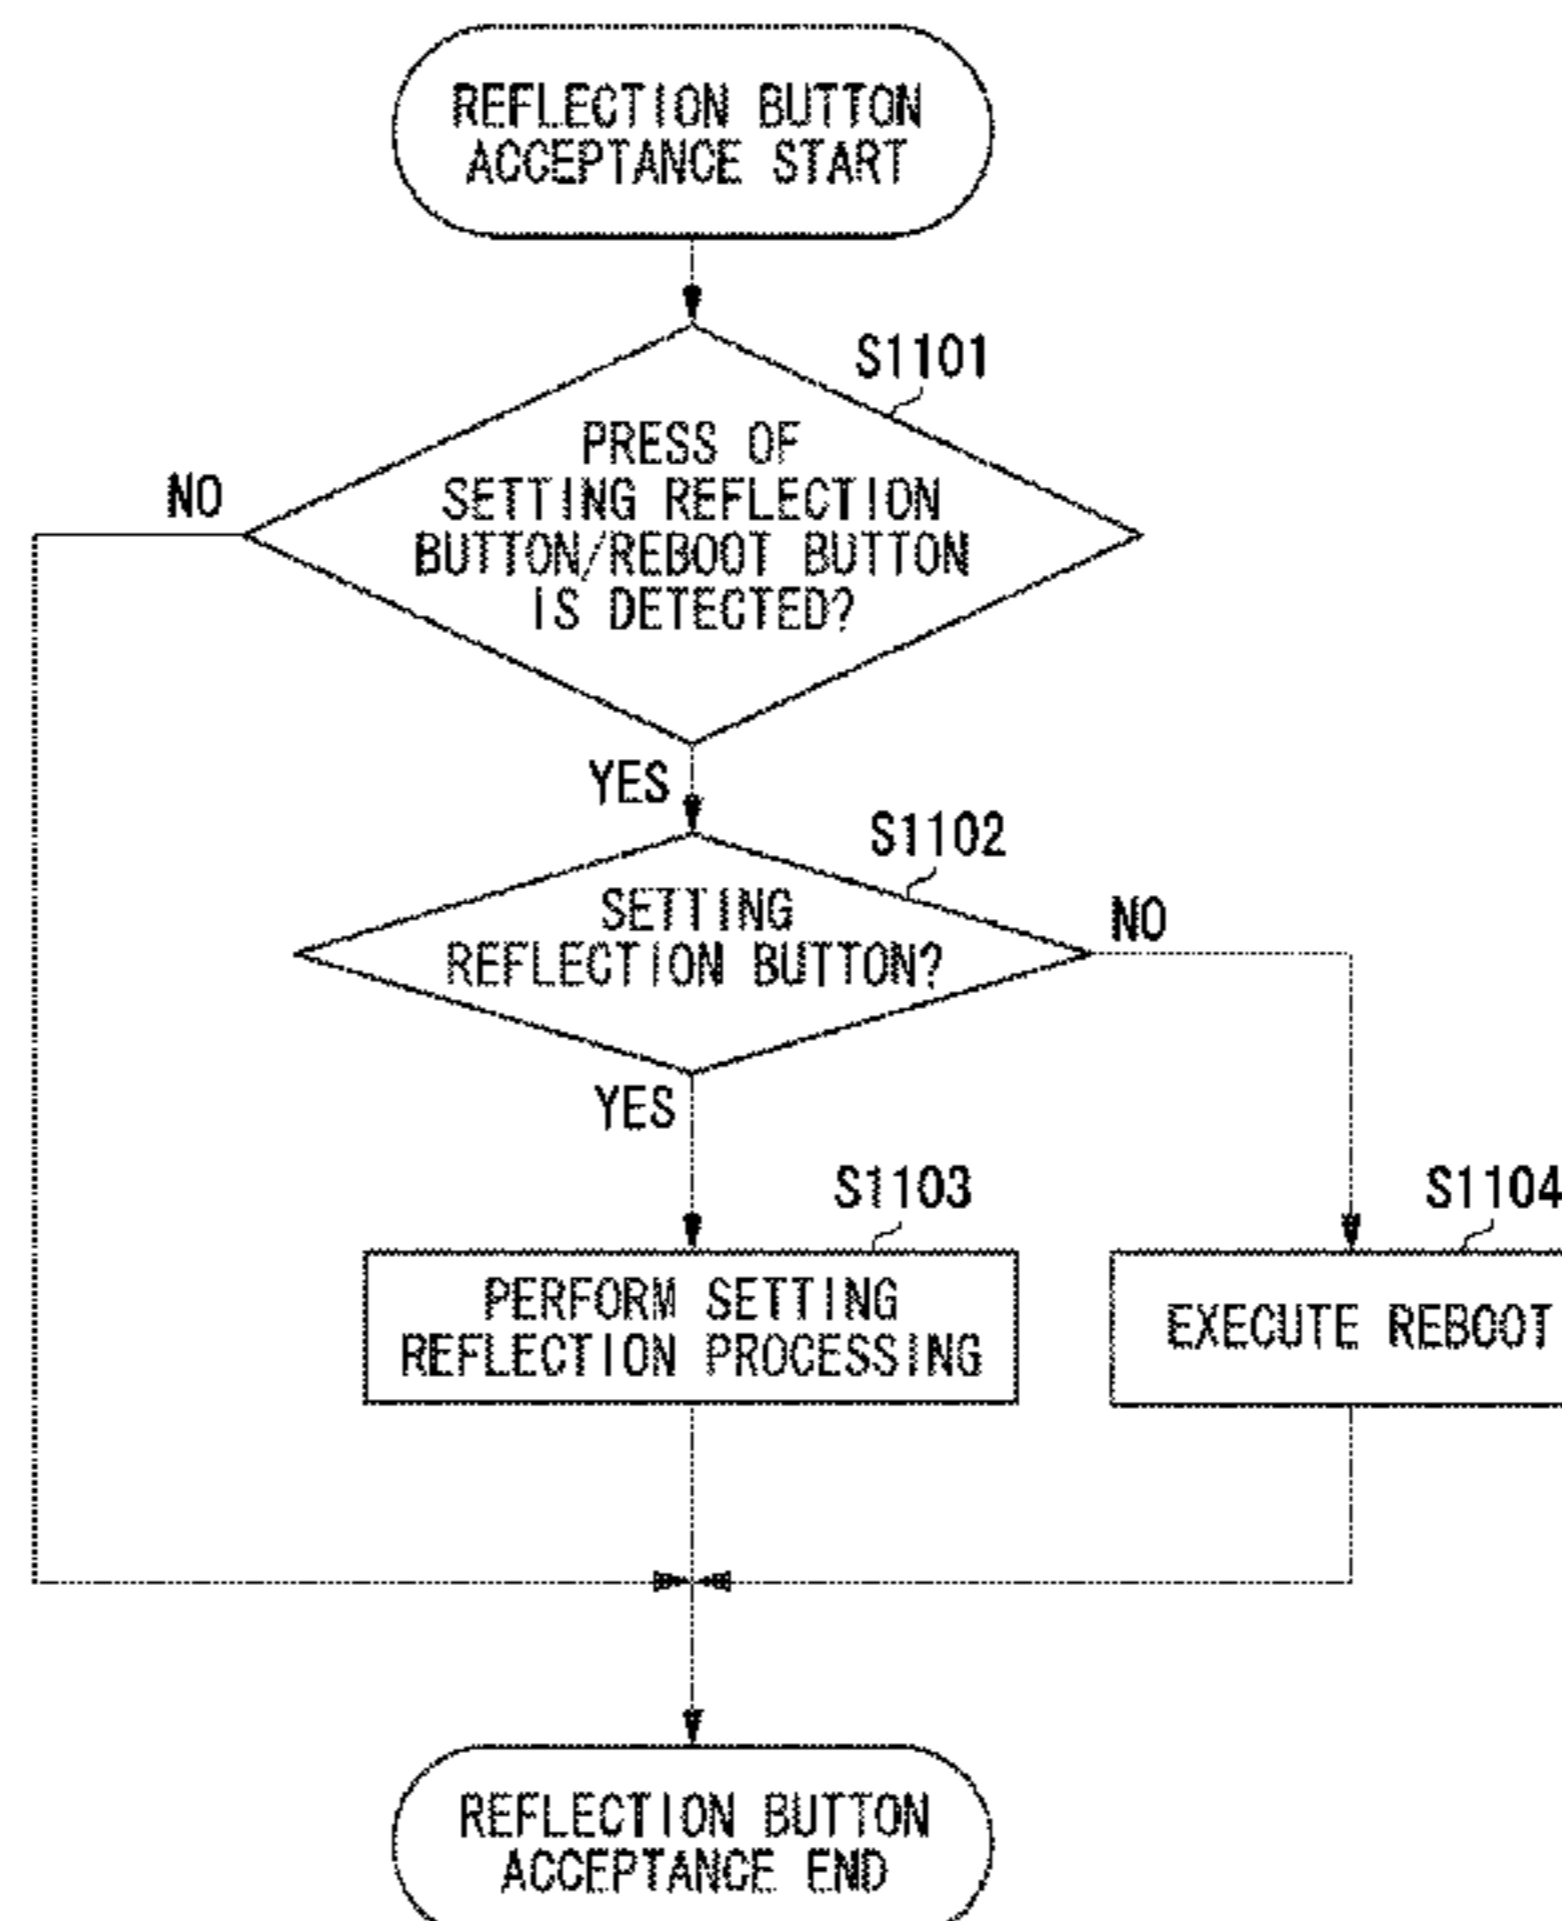 REFLECTION BUTTON
ACCEPTANCE START
S1101
PRESS OF
SETTING REFLECTION
BUTTON/REBOOT BUTTON
IS DETECTED?
NO
YES
S1102
SETTING
REFLECTION BUTTON?
NO
YES
S1103
PERFORM SETTING
REFLECTION PROCESSING
S1104
EXECUTE REBOOT
REFLECTION BUTTON
ACCEPTANCE END